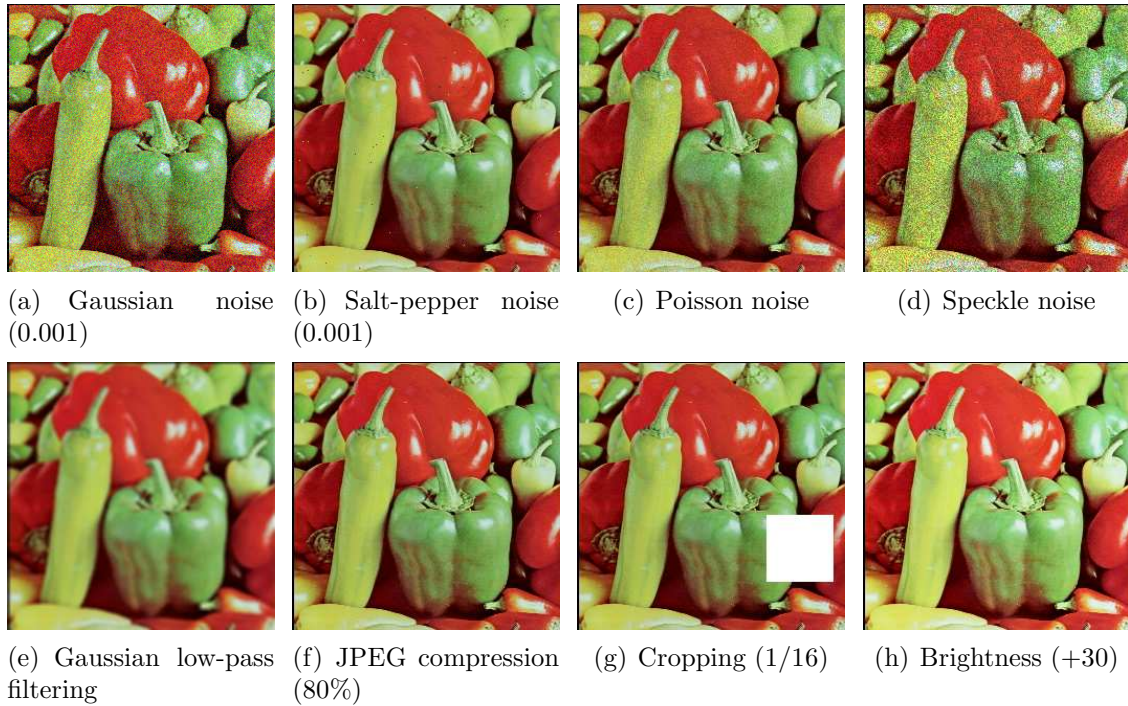 (a) Gaussian noise
(0.001)
(b) Salt-pepper noise
(0.001)
(c) Poisson noise
(d) Speckle noise
(e) Gaussian low-pass
filtering
(f) JPEG compression
(80%)
(g) Cropping (1/16)
(h) Brightness (+30)